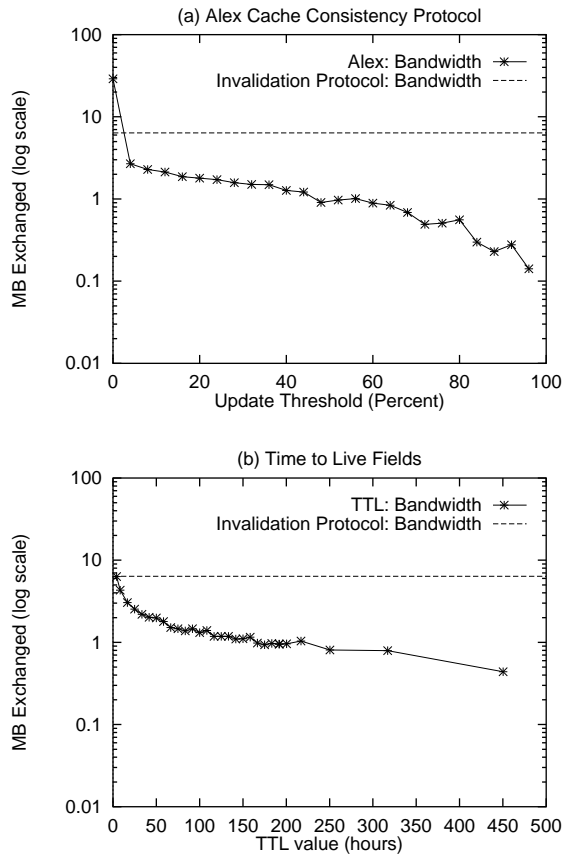 (a) Alex Cache Consistency Protocol
100
10
1
0.1
0.01
MB Exchanged (log scale)
Alex: Bandwidth
Invalidation Protocol: Bandwidth
0 20 40 60 80 100
Update Threshold (Percent)
(b) Time to Live Fields
100
10
1
0.1
0.01
MB Exchanged (log scale)
TTL: Bandwidth
Invalidation Protocol: Bandwidth
0 50 100 150 200 250 300 350 400 450 500
TTL value (hours)